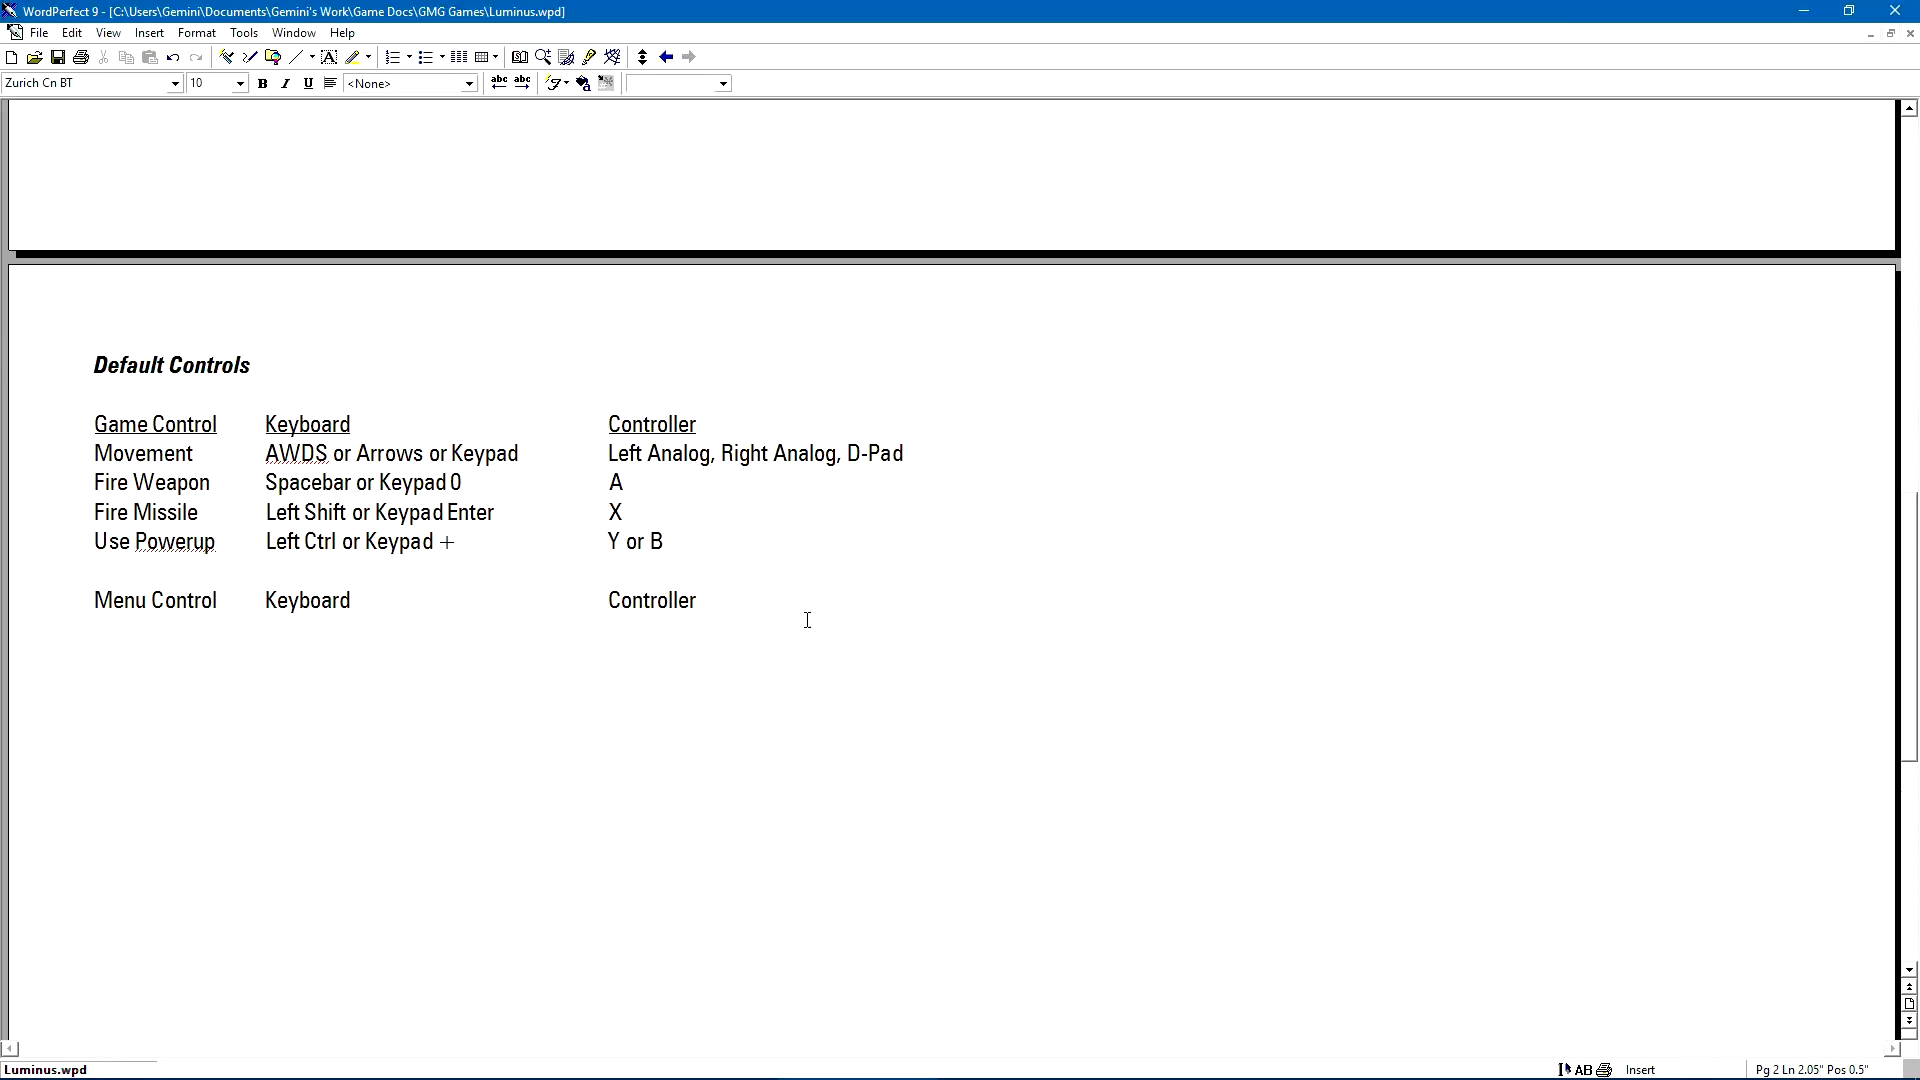 WordPerfect 9 - [C:\Users\Gemini\Documents\Gemini's Work\Game Docs\GMG Games\Luminus.wpd]
File Edit View Insert Format Tools Window Help
Zurich Cn BT 10 B I U <None> abc abc
Default Controls
Game Control Keyboard Controller
Movement AWDS or Arrows or Keypad Left Analog, Right Analog, D-Pad
Fire Weapon Spacebar or Keypad 0 A
Fire Missile Left Shift or Keypad Enter X
Use Powerup Left Ctrl or Keypad + Y or B
Menu Control Keyboard Controller
Luminus.wpd AB Insert Pg 2 Ln 2.05" Pos 0.5"